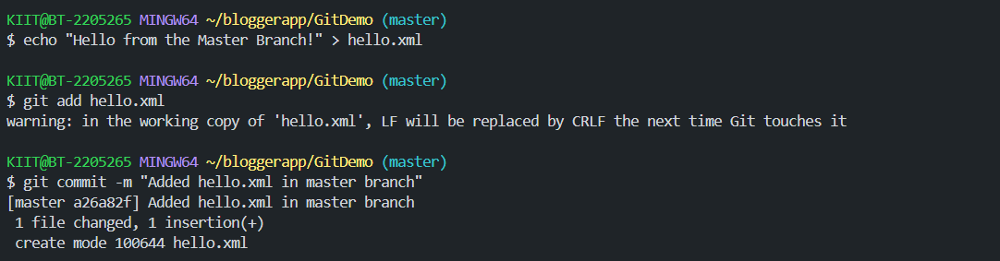 KIIT@BT-2205265 MINGW64 ~/bloggerapp/GitDemo (master)
$ echo "Hello from the Master Branch!" > hello.xml
KIIT@BT-2205265 MINGW64 ~/bloggerapp/GitDemo (master)
$ git add hello.xml
warning: in the working copy of 'hello.xml', LF will be replaced by CRLF the next time Git touches it
KIIT@BT-2205265 MINGW64 ~/bloggerapp/GitDemo (master)
$ git commit -m "Added hello.xml in master branch"
[master a26a82f] Added hello.xml in master branch
 1 file changed, 1 insertion(+)
 create mode 100644 hello.xml